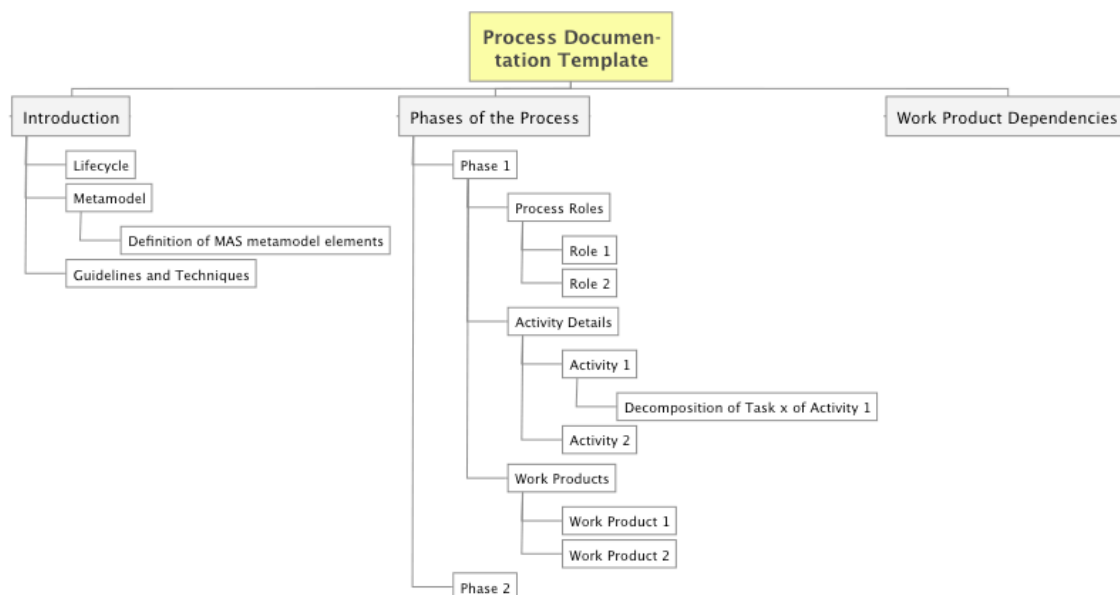 Process Documen-
tation Template
Introduction
Phases of the Process
Work Product Dependencies
Lifecycle
Metamodel
Definition of MAS metamodel elements
Guidelines and Techniques
Phase 1
Process Roles
Role 1
Role 2
Activity Details
Activity 1
Decomposition of Task x of Activity 1
Activity 2
Work Products
Work Product 1
Work Product 2
Phase 2